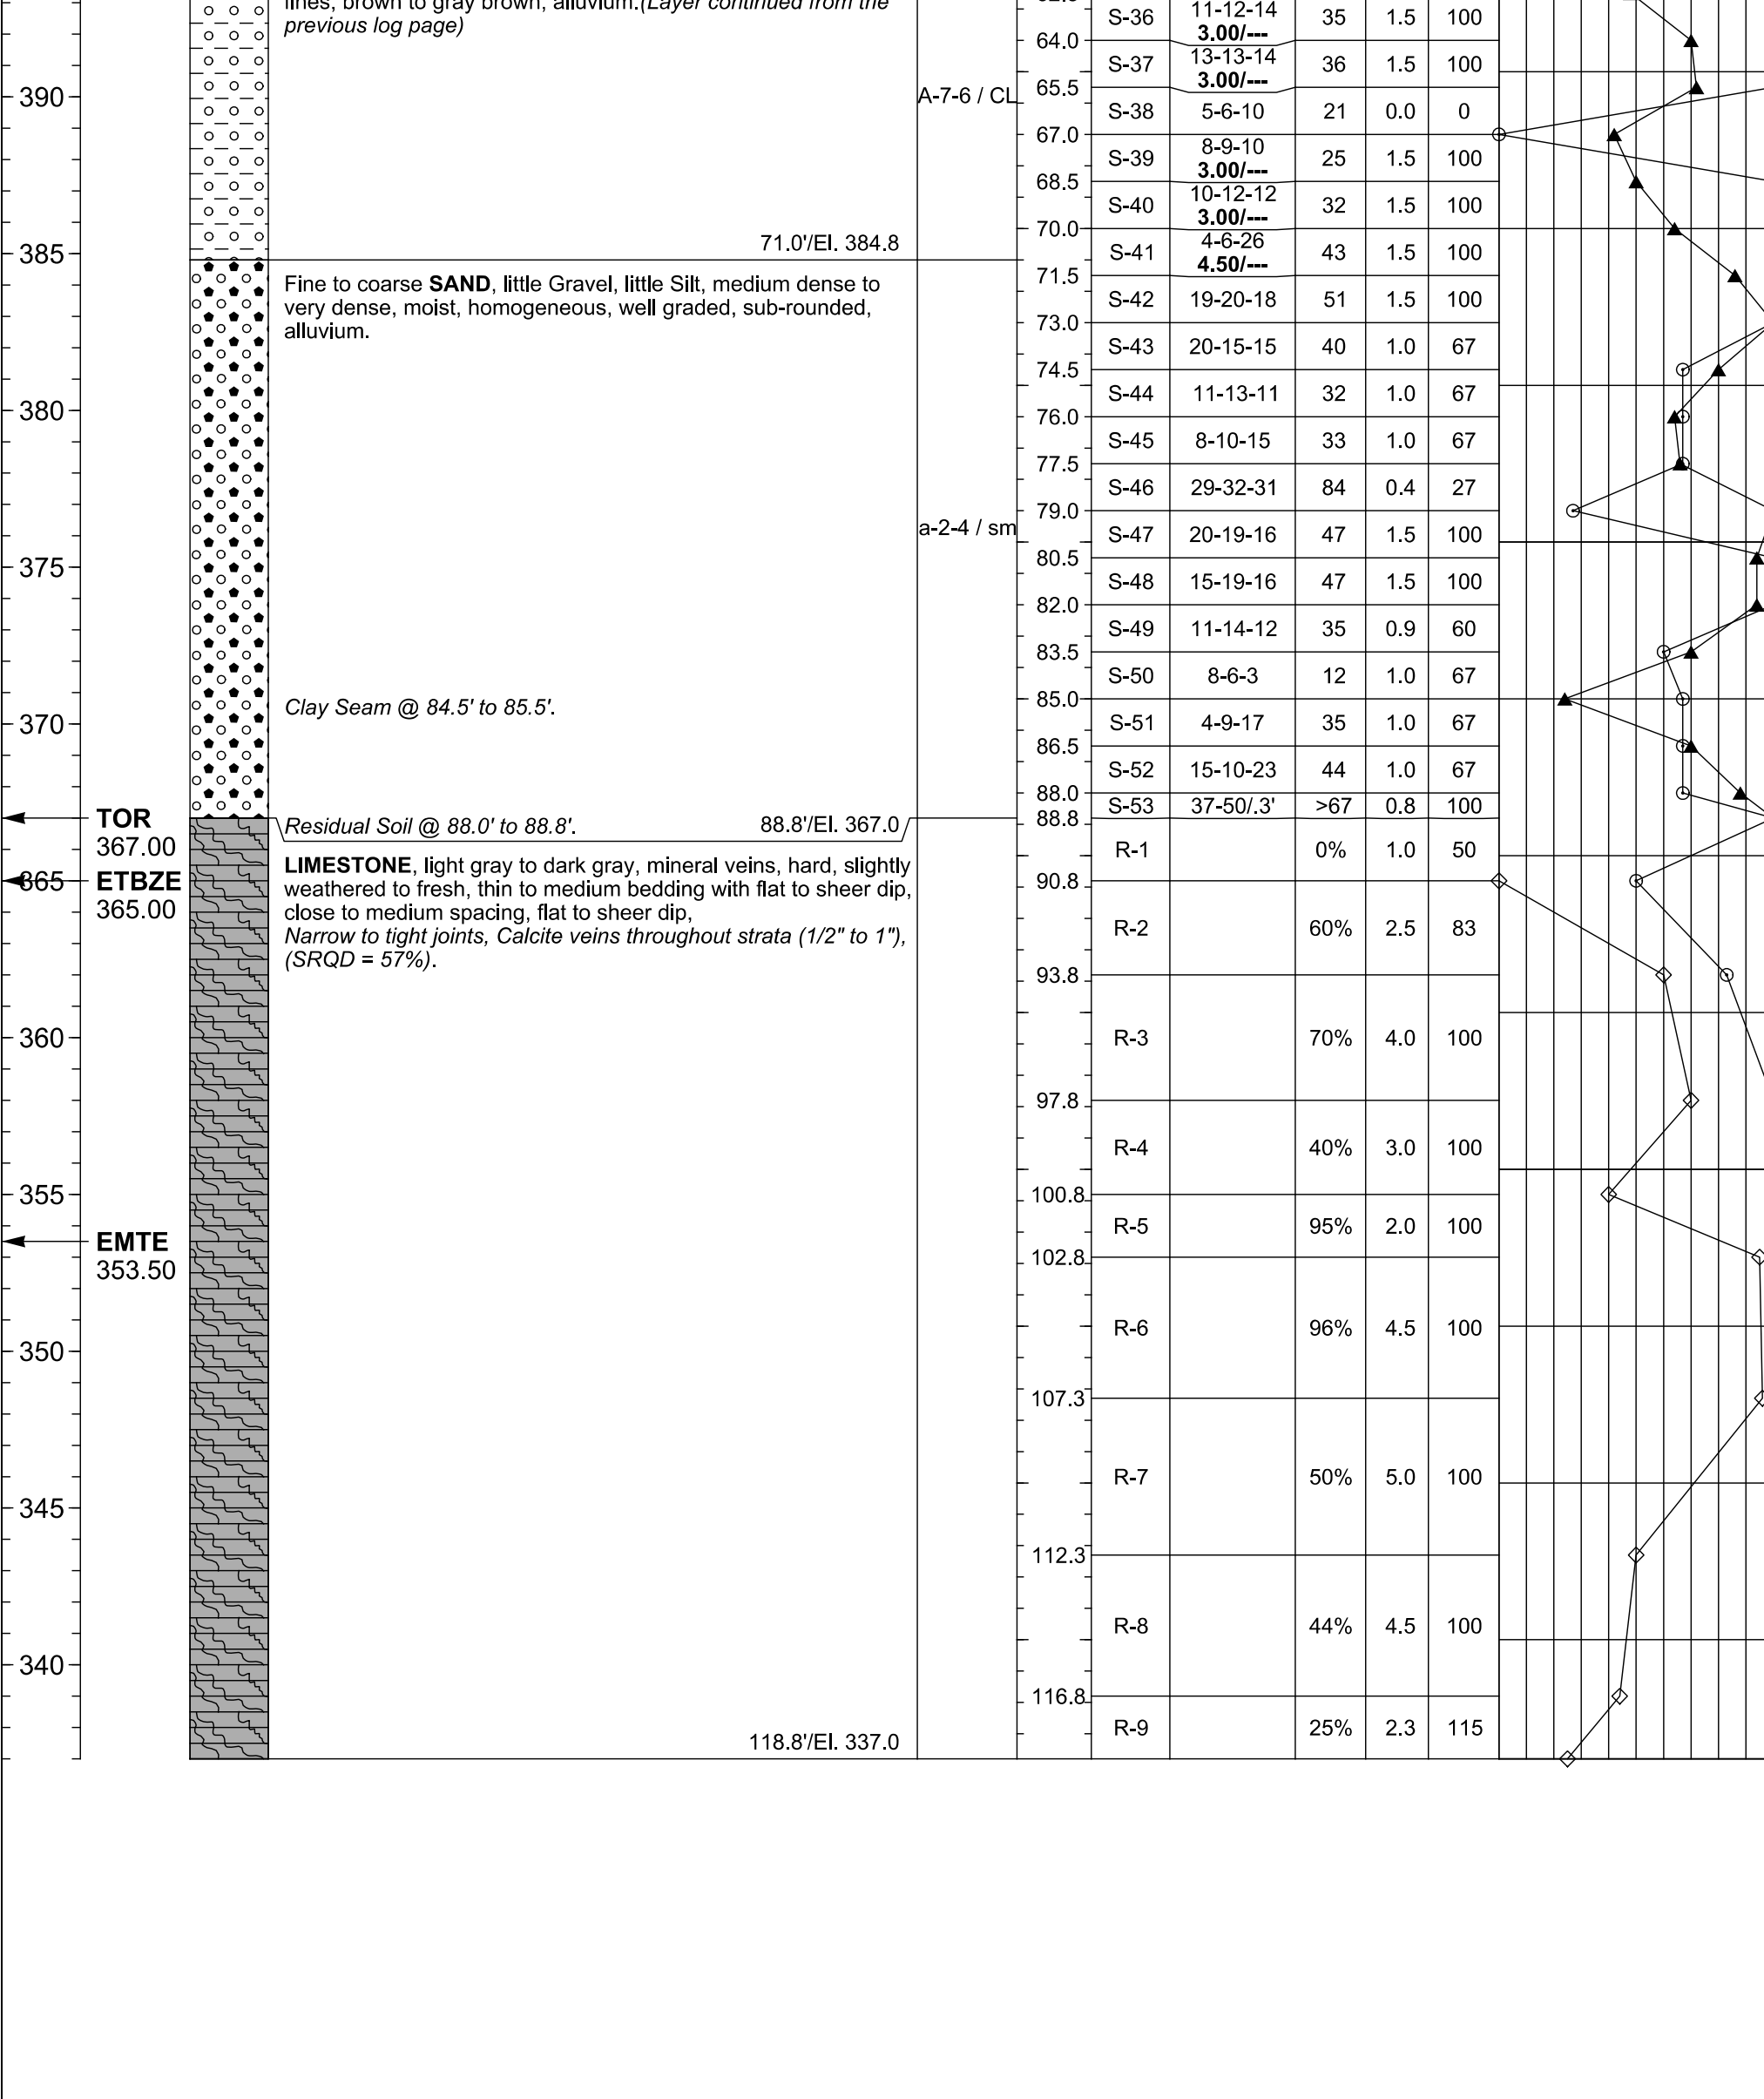 fines, brown to gray brown, alluvium.(Layer continued from the
previous log page)
71.0'/El. 384.8
Fine to coarse SAND, little Gravel, little Silt, medium dense to
very dense, moist, homogeneous, well graded, sub-rounded,
alluvium.
Clay Seam @ 84.5' to 85.5'.
Residual Soil @ 88.0' to 88.8'. 88.8'/El. 367.0
LIMESTONE, light gray to dark gray, mineral veins, hard, slightly
weathered to fresh, thin to medium bedding with flat to sheer dip,
close to medium spacing, flat to sheer dip,
Narrow to tight joints, Calcite veins throughout strata (1/2" to 1"),
(SRQD = 57%).
118.8'/El. 337.0
390
385
380
375
370
TOR
367.00
365
ETBZE
365.00
360
355
EMTE
353.50
350
345
340
A-7-6 / CL
a-2-4 / sm
S-36 11-12-14 35 1.5 100
3.00/---
64.0
S-37 13-13-14 36 1.5 100
3.00/---
65.5
S-38 5-6-10 21 0.0 0
67.0
S-39 8-9-10 25 1.5 100
3.00/---
68.5
S-40 10-12-12 32 1.5 100
3.00/---
70.0
S-41 4-6-26 43 1.5 100
4.50/---
71.5
S-42 19-20-18 51 1.5 100
73.0
S-43 20-15-15 40 1.0 67
74.5
S-44 11-13-11 32 1.0 67
76.0
S-45 8-10-15 33 1.0 67
77.5
S-46 29-32-31 84 0.4 27
79.0
S-47 20-19-16 47 1.5 100
80.5
S-48 15-19-16 47 1.5 100
82.0
S-49 11-14-12 35 0.9 60
83.5
S-50 8-6-3 12 1.0 67
85.0
S-51 4-9-17 35 1.0 67
86.5
S-52 15-10-23 44 1.0 67
88.0
S-53 37-50/.3' >67 0.8 100
88.8
R-1 0% 1.0 50
90.8
R-2 60% 2.5 83
93.8
R-3 70% 4.0 100
97.8
R-4 40% 3.0 100
100.8
R-5 95% 2.0 100
102.8
R-6 96% 4.5 100
107.3
R-7 50% 5.0 100
112.3
R-8 44% 4.5 100
116.8
R-9 25% 2.3 115